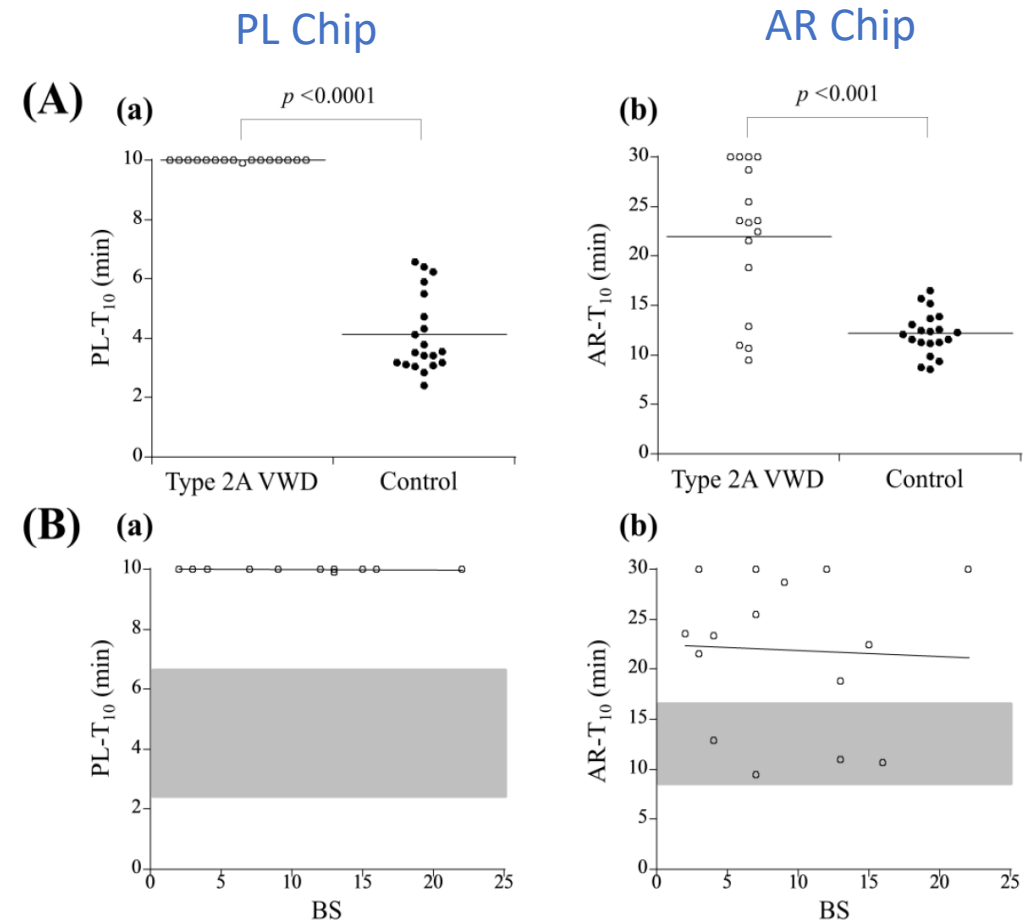 PL Chip
AR Chip
(A)
(a)
p <0.0001
PL-T10 (min)
10
8
6
4
2
0
Type 2A VWD
Control
(b)
p <0.001
AR-T10 (min)
30
25
20
15
10
5
0
Type 2A VWD
Control
(B)
(a)
PL-T10 (min)
10
8
6
4
2
0
0 5 10 15 20 25
BS
(b)
AR-T10 (min)
30
25
20
15
10
5
0
0 5 10 15 20 25
BS